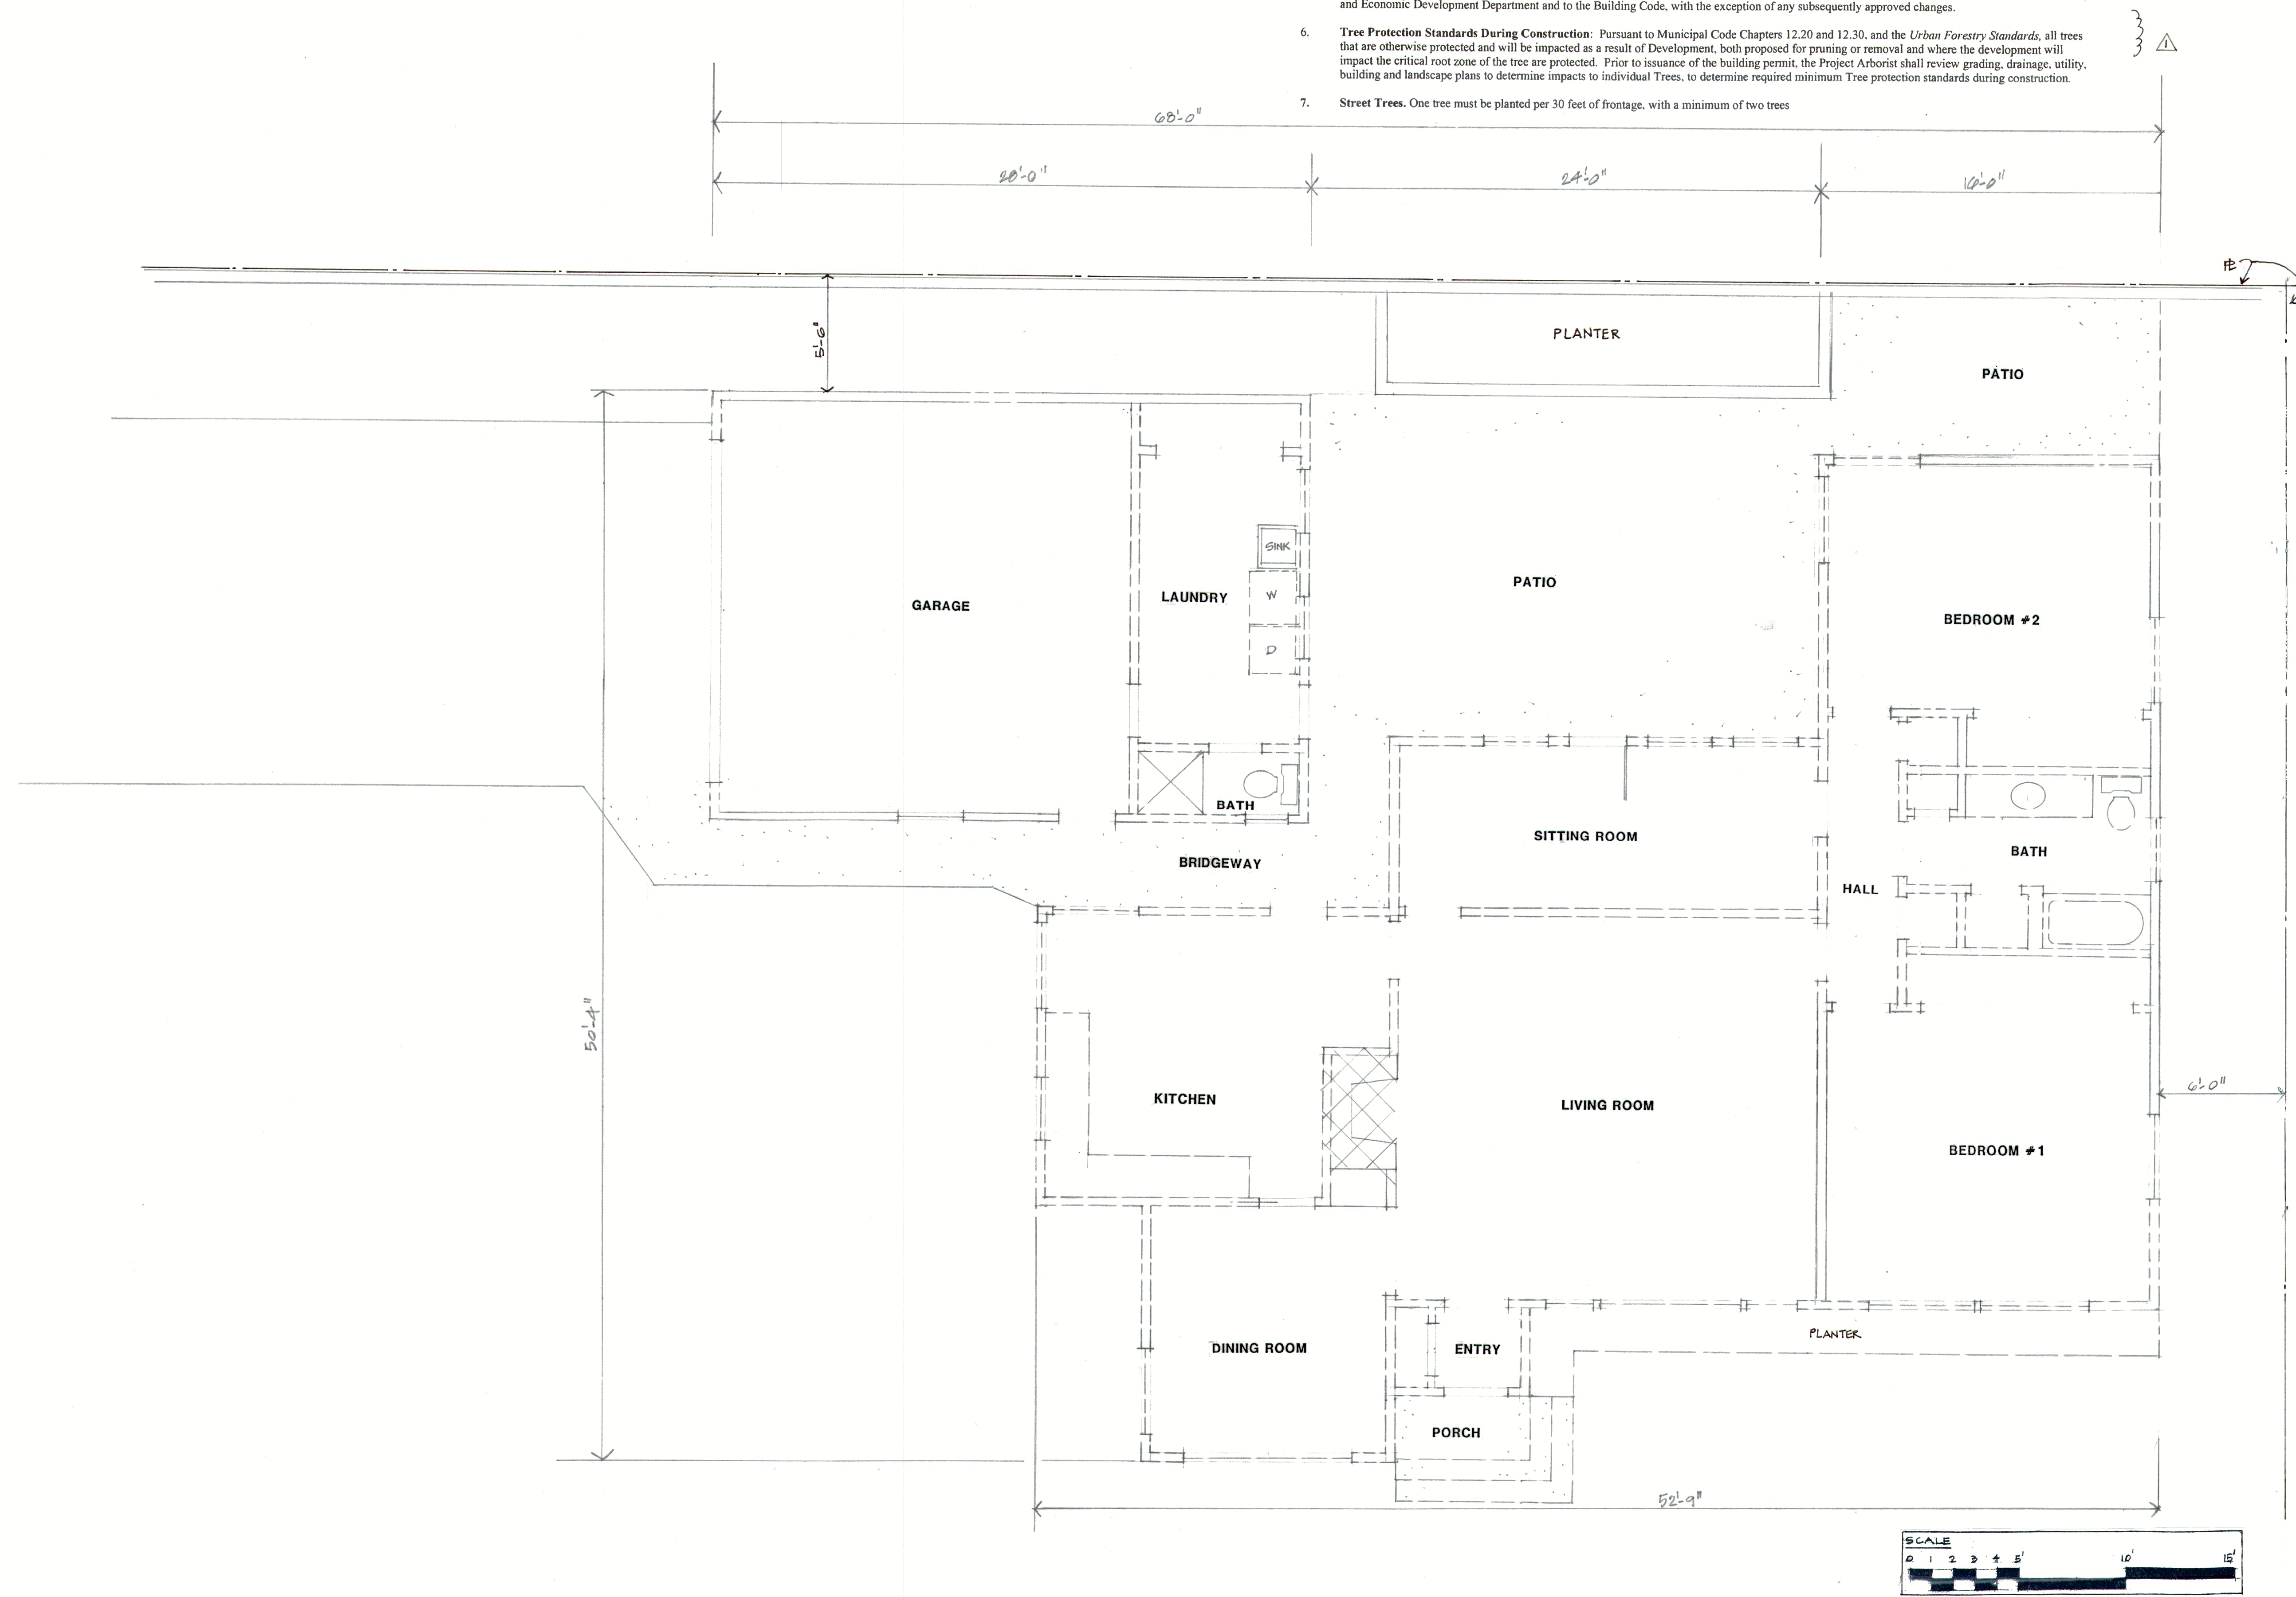 and Economic Development Department and to the Building Code, with the exception of any subsequently approved changes.
6. Tree Protection Standards During Construction: Pursuant to Municipal Code Chapters 12.20 and 12.30, and the Urban Forestry Standards, all trees
that are otherwise protected and will be impacted as a result of Development, both proposed for pruning or removal and where the development will
impact the critical root zone of the tree are protected. Prior to issuance of the building permit, the Project Arborist shall review grading, drainage, utility,
building and landscape plans to determine impacts to individual Trees, to determine required minimum Tree protection standards during construction.
1
7. Street Trees. One tree must be planted per 30 feet of frontage, with a minimum of two trees
68'-0"
28'-0"
24'-0"
16'-0"
PL
5'-6"
PLANTER
PATIO
SINK
W
D
GARAGE
LAUNDRY
PATIO
BEDROOM #2
BATH
SITTING ROOM
BRIDGEWAY
BATH
HALL
50'-4"
KITCHEN
LIVING ROOM
6'-0"
BEDROOM #1
PLANTER
DINING ROOM
ENTRY
PORCH
52'-9"
SCALE
0 1 2 3 4 5' 10' 15'